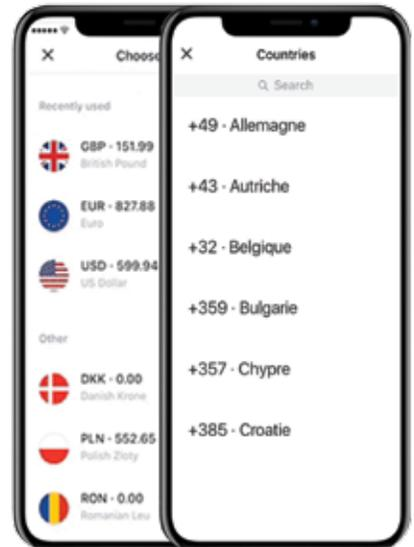 Choose
Recently used
GBP - 151.99
British Pound
EUR - 827.88
Euro
USD - 599.94
US Dollar
Other
DKK - 0.00
Danish Krone
PLN - 552.65
Polish Zloty
RON - 0.00
Romanian Leu
Countries
Search
+49 · Allemagne
+43 · Autriche
+32 · Belgique
+359 · Bulgarie
+357 · Chypre
+385 · Croatie